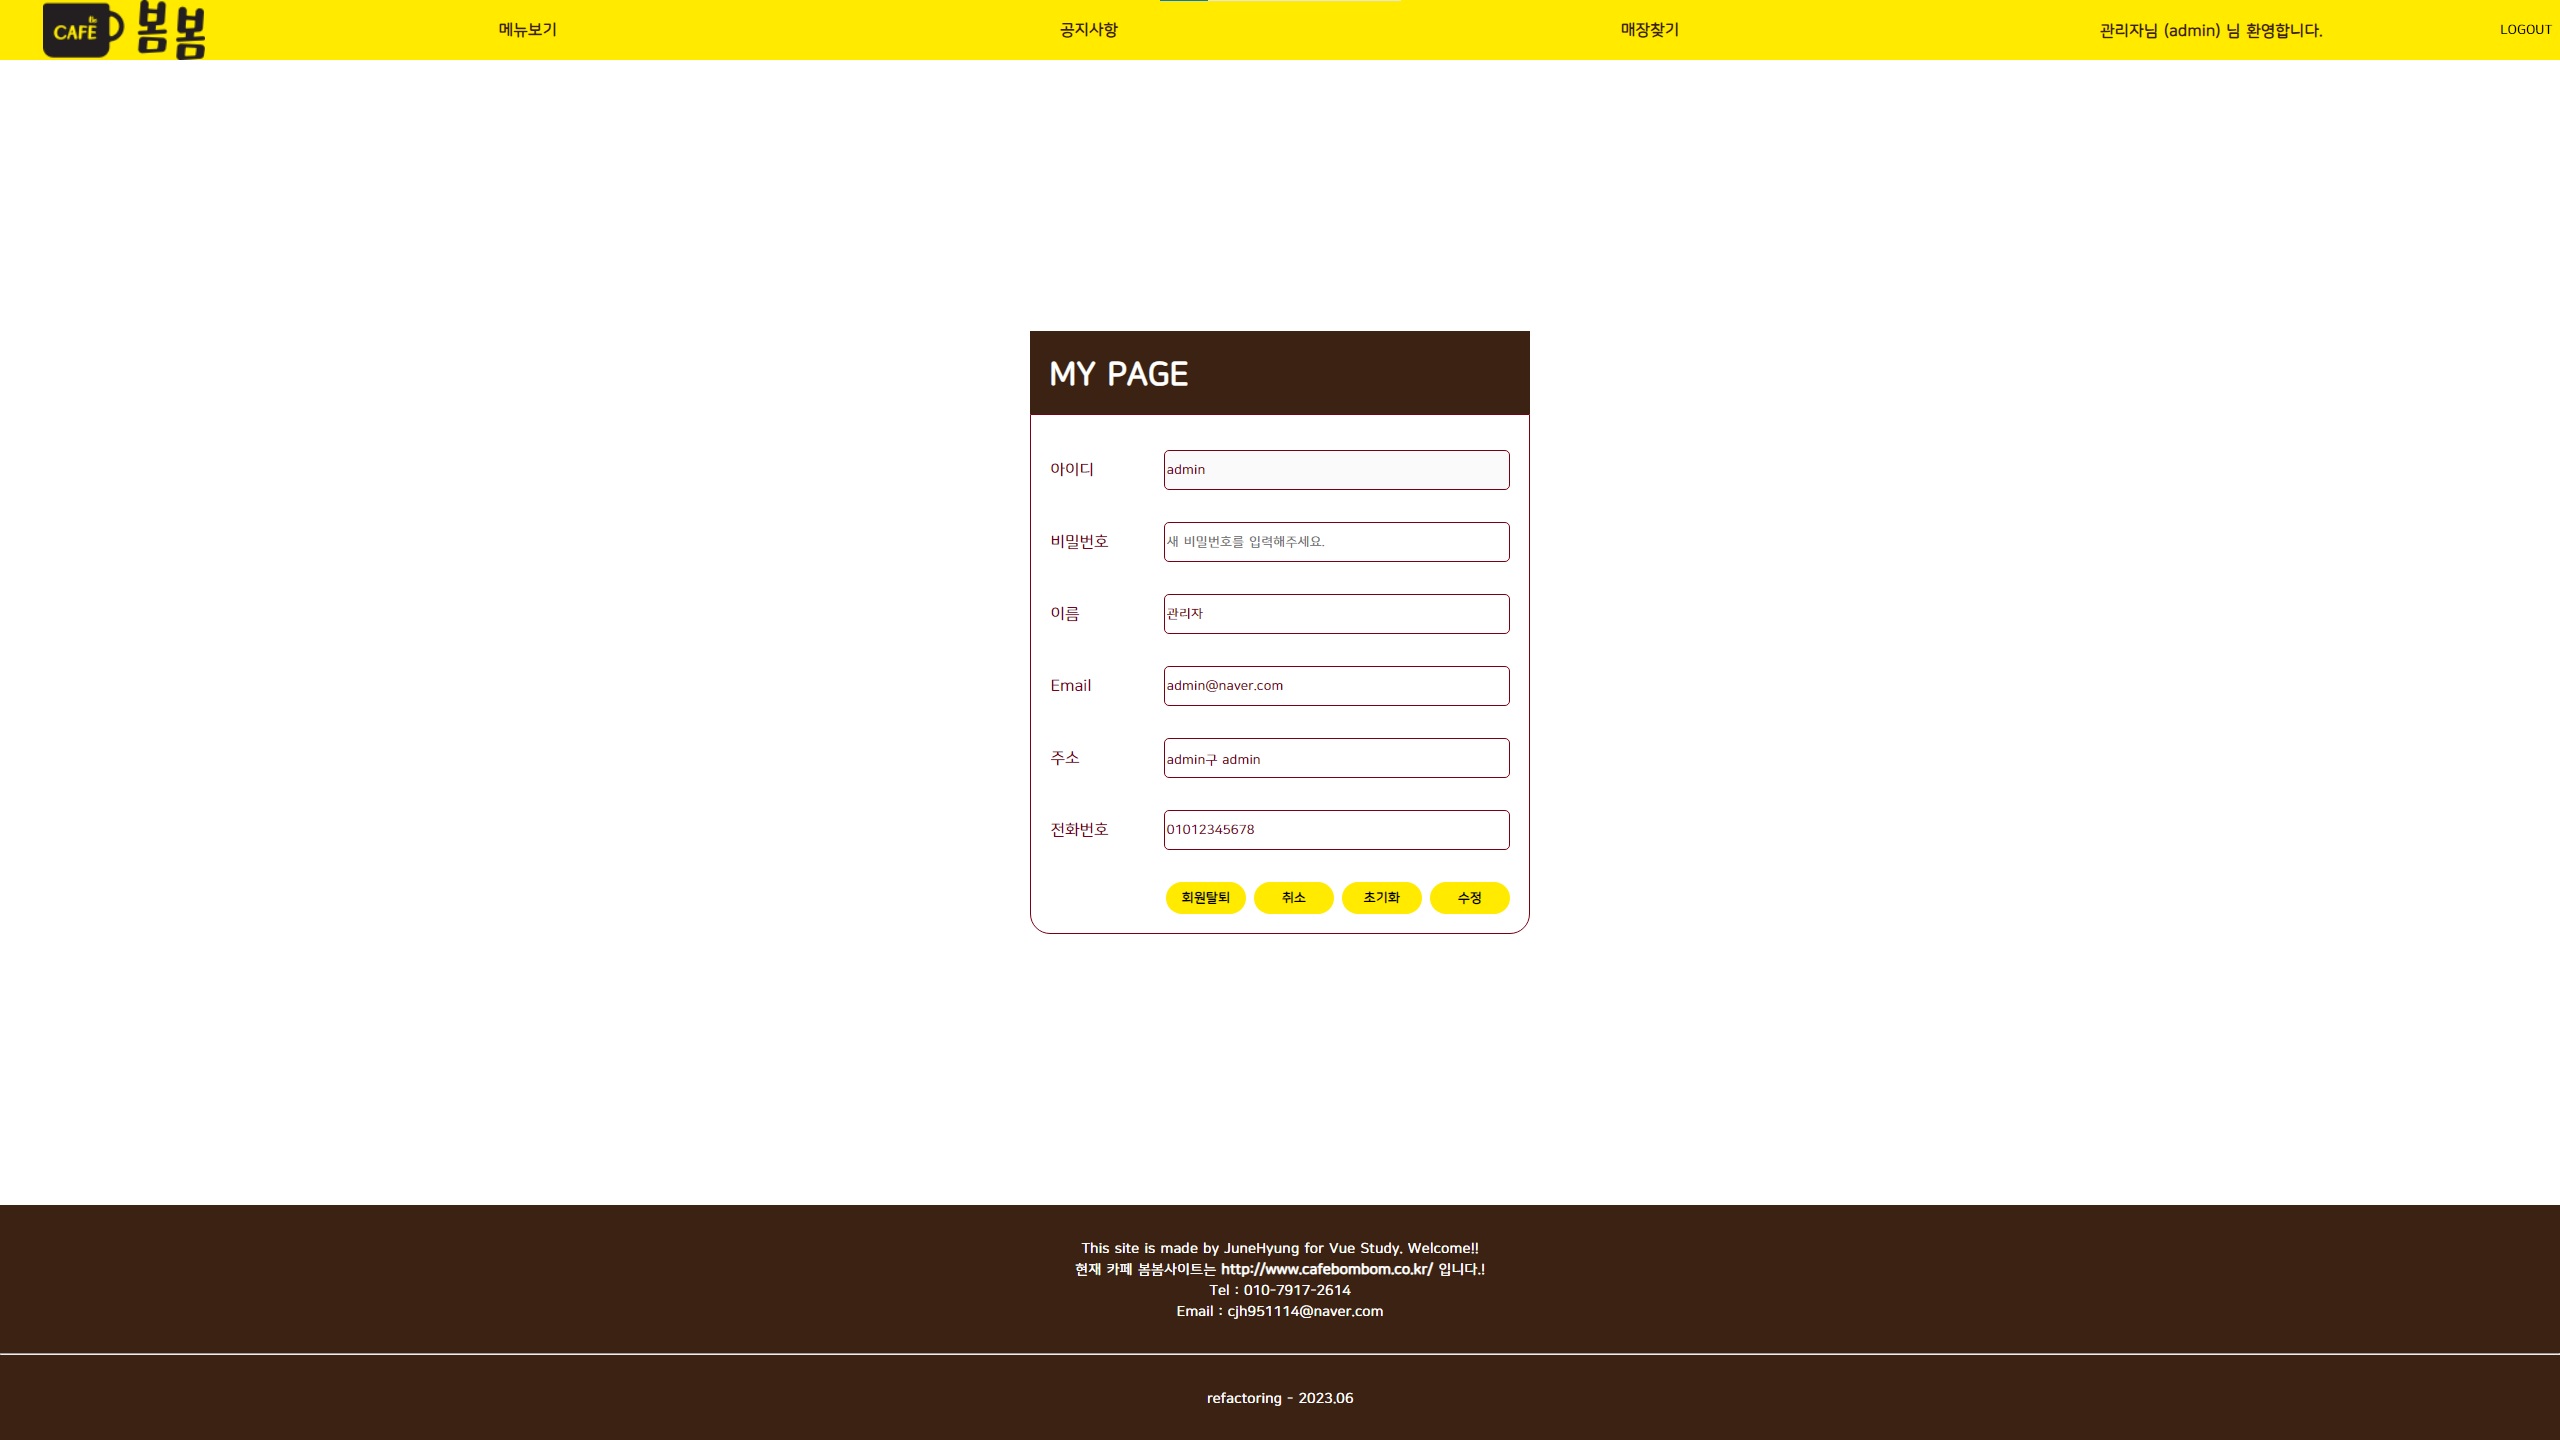 CAFE 봄봄
메뉴보기
공지사항
매장찾기
관리자님 (admin) 님 환영합니다.
LOGOUT
MY PAGE
아이디
admin
비밀번호
새 비밀번호를 입력해주세요.
이름
관리자
Email
admin@naver.com
주소
admin구 admin
전화번호
01012345678
회원탈퇴
취소
초기화
수정
This site is made by JuneHyung for Vue Study. Welcome!!
현재 카페 봄봄사이트는 http://www.cafebombom.co.kr/ 입니다.!
Tel : 010-7917-2614
Email : cjh951114@naver.com
refactoring - 2023.06